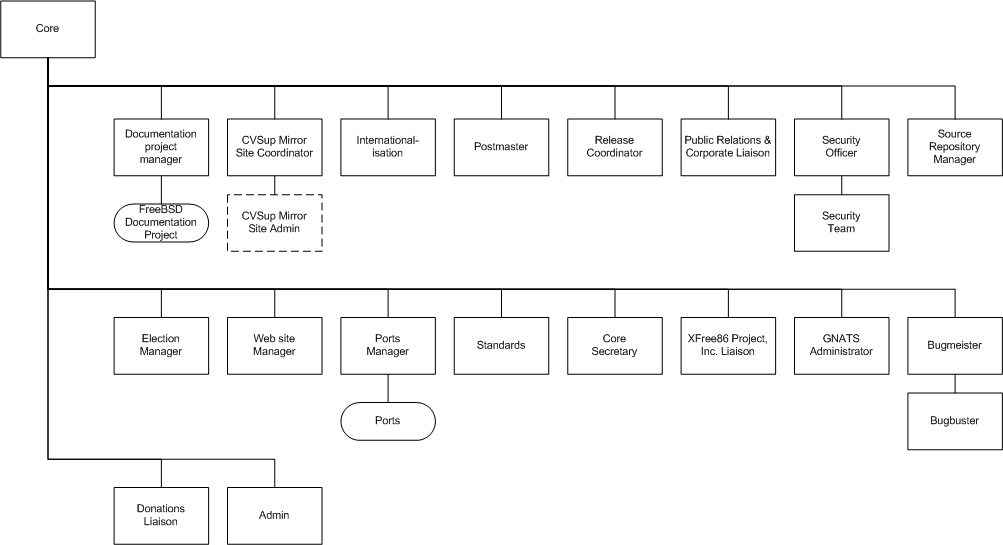 Core
Documentation
project
manager
CVSup Mirror
Site Coordinator
International-
isation
Postmaster
Release
Coordinator
Public Relations &
Corporate Liaison
Security
Officer
Source
Repository
Manager
FreeBSD
Documentation
Project
CVSup Mirror
Site Admin
Security
Team
Election
Manager
Web site
Manager
Ports
Manager
Standards
Core
Secretary
XFree86 Project,
Inc. Liaison
GNATS
Administrator
Bugmeister
Ports
Bugbuster
Donations
Liaison
Admin